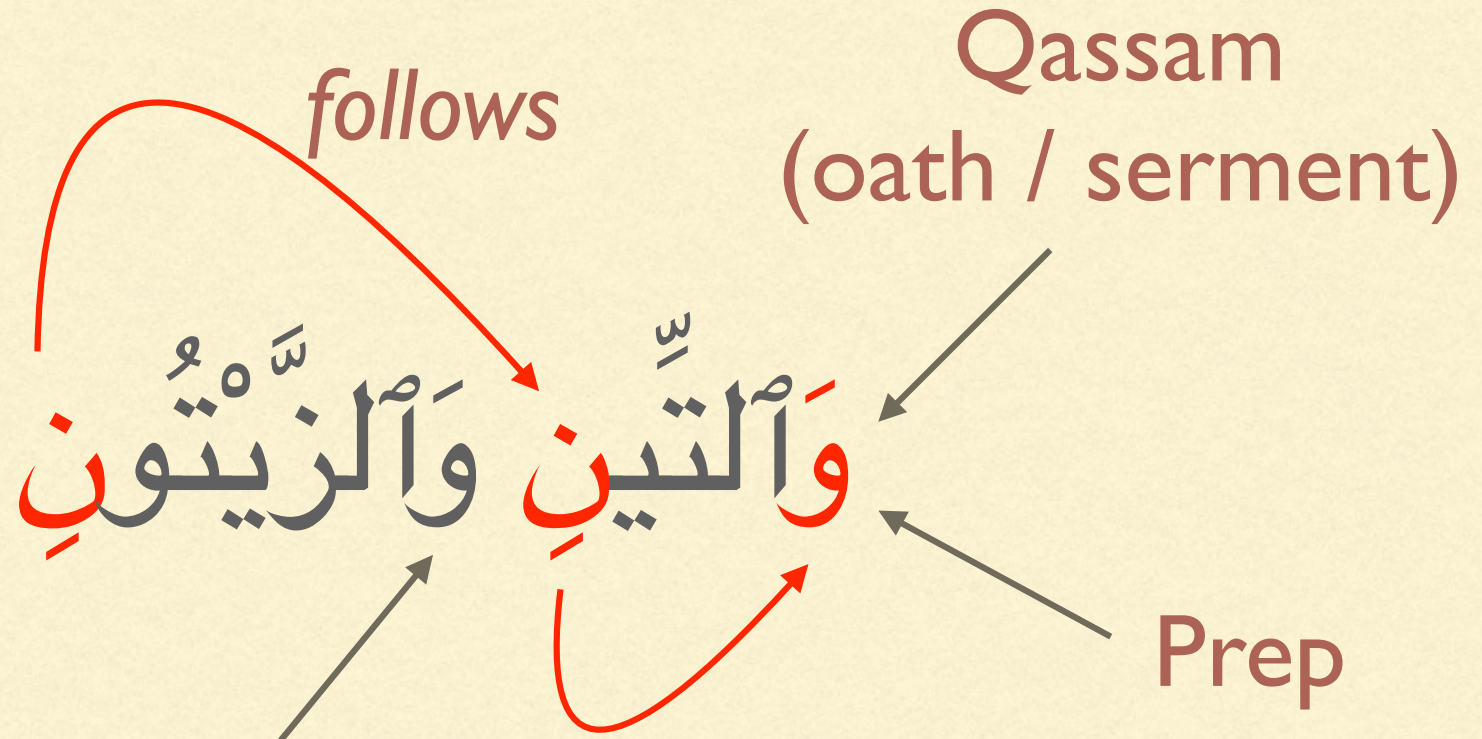 Qassam
(oath / serment)
follows
وَٱلتِّينِ وَٱلزَّيْتُونِ
Prep